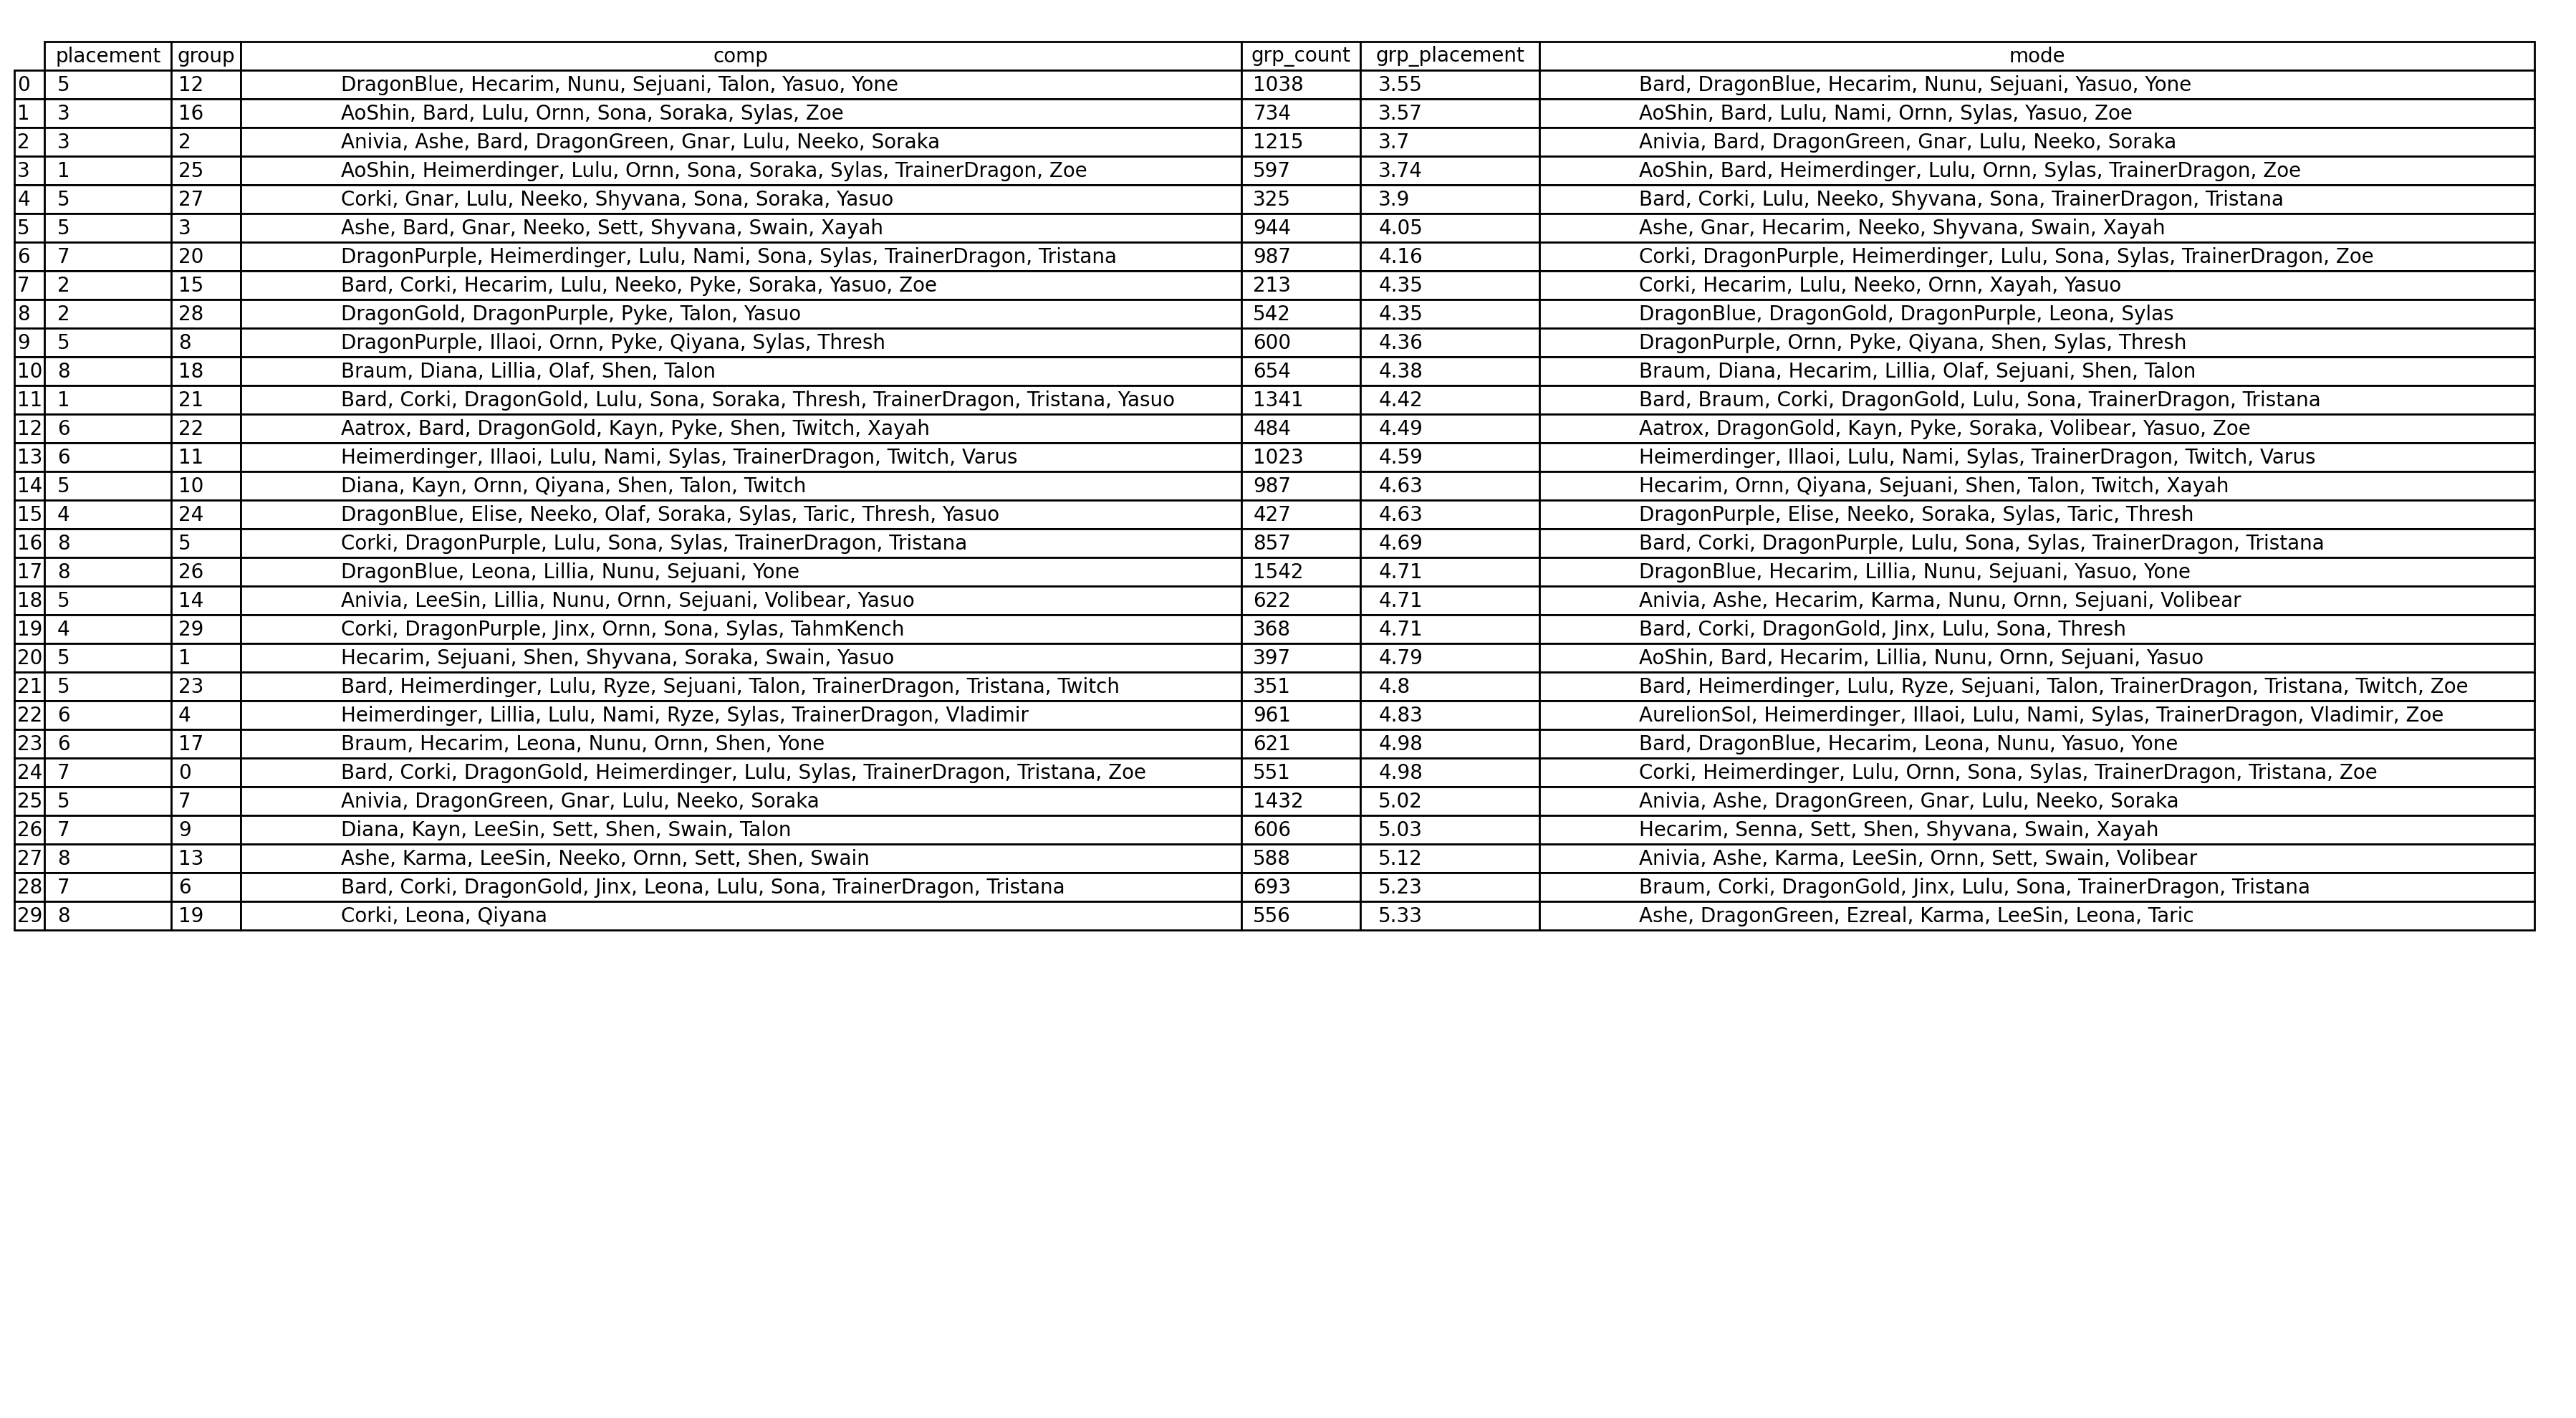 placement group comp grp_count grp_placement mode
0 5 12 DragonBlue, Hecarim, Nunu, Sejuani, Talon, Yasuo, Yone 1038 3.55 Bard, DragonBlue, Hecarim, Nunu, Sejuani, Yasuo, Yone
1 3 16 AoShin, Bard, Lulu, Ornn, Sona, Soraka, Sylas, Zoe 734 3.57 AoShin, Bard, Lulu, Nami, Ornn, Sylas, Yasuo, Zoe
2 3 2 Anivia, Ashe, Bard, DragonGreen, Gnar, Lulu, Neeko, Soraka 1215 3.7 Anivia, Bard, DragonGreen, Gnar, Lulu, Neeko, Soraka
3 1 25 AoShin, Heimerdinger, Lulu, Ornn, Sona, Soraka, Sylas, TrainerDragon, Zoe 597 3.74 AoShin, Bard, Heimerdinger, Lulu, Ornn, Sylas, TrainerDragon, Zoe
4 5 27 Corki, Gnar, Lulu, Neeko, Shyvana, Sona, Soraka, Yasuo 325 3.9 Bard, Corki, Lulu, Neeko, Shyvana, Sona, TrainerDragon, Tristana
5 5 3 Ashe, Bard, Gnar, Neeko, Sett, Shyvana, Swain, Xayah 944 4.05 Ashe, Gnar, Hecarim, Neeko, Shyvana, Swain, Xayah
6 7 20 DragonPurple, Heimerdinger, Lulu, Nami, Sona, Sylas, TrainerDragon, Tristana 987 4.16 Corki, DragonPurple, Heimerdinger, Lulu, Sona, Sylas, TrainerDragon, Zoe
7 2 15 Bard, Corki, Hecarim, Lulu, Neeko, Pyke, Soraka, Yasuo, Zoe 213 4.35 Corki, Hecarim, Lulu, Neeko, Ornn, Xayah, Yasuo
8 2 28 DragonGold, DragonPurple, Pyke, Talon, Yasuo 542 4.35 DragonBlue, DragonGold, DragonPurple, Leona, Sylas
9 5 8 DragonPurple, Illaoi, Ornn, Pyke, Qiyana, Sylas, Thresh 600 4.36 DragonPurple, Ornn, Pyke, Qiyana, Shen, Sylas, Thresh
10 8 18 Braum, Diana, Lillia, Olaf, Shen, Talon 654 4.38 Braum, Diana, Hecarim, Lillia, Olaf, Sejuani, Shen, Talon
11 1 21 Bard, Corki, DragonGold, Lulu, Sona, Soraka, Thresh, TrainerDragon, Tristana, Yasuo 1341 4.42 Bard, Braum, Corki, DragonGold, Lulu, Sona, TrainerDragon, Tristana
12 6 22 Aatrox, Bard, DragonGold, Kayn, Pyke, Shen, Twitch, Xayah 484 4.49 Aatrox, DragonGold, Kayn, Pyke, Soraka, Volibear, Yasuo, Zoe
13 6 11 Heimerdinger, Illaoi, Lulu, Nami, Sylas, TrainerDragon, Twitch, Varus 1023 4.59 Heimerdinger, Illaoi, Lulu, Nami, Sylas, TrainerDragon, Twitch, Varus
14 5 10 Diana, Kayn, Ornn, Qiyana, Shen, Talon, Twitch 987 4.63 Hecarim, Ornn, Qiyana, Sejuani, Shen, Talon, Twitch, Xayah
15 4 24 DragonBlue, Elise, Neeko, Olaf, Soraka, Sylas, Taric, Thresh, Yasuo 427 4.63 DragonPurple, Elise, Neeko, Soraka, Sylas, Taric, Thresh
16 8 5 Corki, DragonPurple, Lulu, Sona, Sylas, TrainerDragon, Tristana 857 4.69 Bard, Corki, DragonPurple, Lulu, Sona, Sylas, TrainerDragon, Tristana
17 8 26 DragonBlue, Leona, Lillia, Nunu, Sejuani, Yone 1542 4.71 DragonBlue, Hecarim, Lillia, Nunu, Sejuani, Yasuo, Yone
18 5 14 Anivia, LeeSin, Lillia, Nunu, Ornn, Sejuani, Volibear, Yasuo 622 4.71 Anivia, Ashe, Hecarim, Karma, Nunu, Ornn, Sejuani, Volibear
19 4 29 Corki, DragonPurple, Jinx, Ornn, Sona, Sylas, TahmKench 368 4.71 Bard, Corki, DragonGold, Jinx, Lulu, Sona, Thresh
20 5 1 Hecarim, Sejuani, Shen, Shyvana, Soraka, Swain, Yasuo 397 4.79 AoShin, Bard, Hecarim, Lillia, Nunu, Ornn, Sejuani, Yasuo
21 5 23 Bard, Heimerdinger, Lulu, Ryze, Sejuani, Talon, TrainerDragon, Tristana, Twitch 351 4.8 Bard, Heimerdinger, Lulu, Ryze, Sejuani, Talon, TrainerDragon, Tristana, Twitch, Zoe
22 6 4 Heimerdinger, Lillia, Lulu, Nami, Ryze, Sylas, TrainerDragon, Vladimir 961 4.83 AurelionSol, Heimerdinger, Illaoi, Lulu, Nami, Sylas, TrainerDragon, Vladimir, Zoe
23 6 17 Braum, Hecarim, Leona, Nunu, Ornn, Shen, Yone 621 4.98 Bard, DragonBlue, Hecarim, Leona, Nunu, Yasuo, Yone
24 7 0 Bard, Corki, DragonGold, Heimerdinger, Lulu, Sylas, TrainerDragon, Tristana, Zoe 551 4.98 Corki, Heimerdinger, Lulu, Ornn, Sona, Sylas, TrainerDragon, Tristana, Zoe
25 5 7 Anivia, DragonGreen, Gnar, Lulu, Neeko, Soraka 1432 5.02 Anivia, Ashe, DragonGreen, Gnar, Lulu, Neeko, Soraka
26 7 9 Diana, Kayn, LeeSin, Sett, Shen, Swain, Talon 606 5.03 Hecarim, Senna, Sett, Shen, Shyvana, Swain, Xayah
27 8 13 Ashe, Karma, LeeSin, Neeko, Ornn, Sett, Shen, Swain 588 5.12 Anivia, Ashe, Karma, LeeSin, Ornn, Sett, Swain, Volibear
28 7 6 Bard, Corki, DragonGold, Jinx, Leona, Lulu, Sona, TrainerDragon, Tristana 693 5.23 Braum, Corki, DragonGold, Jinx, Lulu, Sona, TrainerDragon, Tristana
29 8 19 Corki, Leona, Qiyana 556 5.33 Ashe, DragonGreen, Ezreal, Karma, LeeSin, Leona, Taric